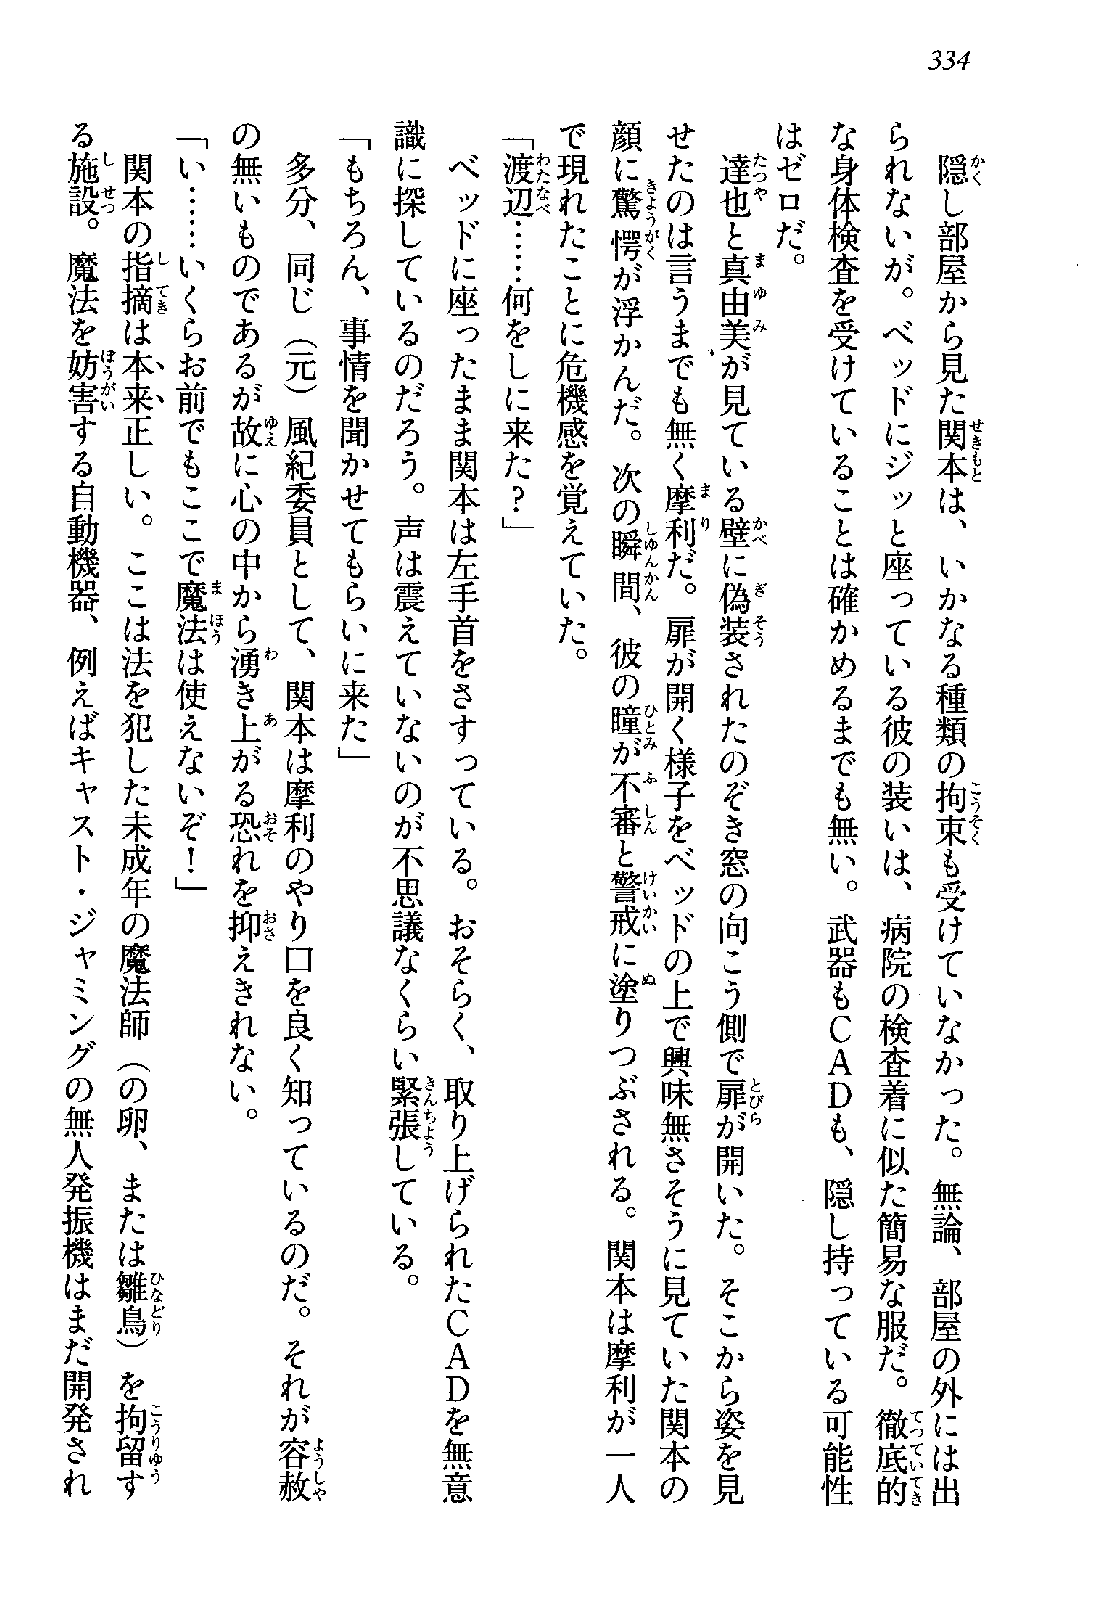 334
隠し部屋から見た関本は、いかなる種類の拘束も受けていなかった。無論、部屋の外には出
られないが。ベッドにジッと座っている彼の装いは、病院の検査着に似た簡易な服だ。徹底的
な身体検査を受けていることは確かめるまでも無い。武器もＣＡＤも、隠し持っている可能性
はゼロだ。
達也と真由美が見ている壁に偽装されたのぞき窓の向こう側で扉が開いた。そこから姿を見
せたのは言うまでも無く摩利だ。扉が開く様子をベッドの上で興味無さそうに見ていた関本の
顔に驚愕が浮かんだ。次の瞬間、彼の瞳が不審と警戒に塗りつぶされる。関本は摩利が一人
で現れたことに危機感を覚えていた。
「渡辺……何をしに来た？」
ベッドに座ったまま関本は左手首をさすっている。おそらく、取り上げられたＣＡＤを無意
識に探しているのだろう。声は震えていないのが不思議なくらい緊張している。
「もちろん、事情を聞かせてもらいに来た」
多分、同じ（元）風紀委員として、関本は摩利のやり口を良く知っているのだ。それが容赦
の無いものであるが故に心の中から湧き上がる恐れを抑えきれない。
「い……いくらお前でもここで魔法は使えないぞ！」
関本の指摘は本来正しい。ここは法を犯した未成年の魔法師（の卵、または雛鳥）を拘留す
る施設。魔法を妨害する自動機器、例えばキャスト・ジャミングの無人発振機はまだ開発され